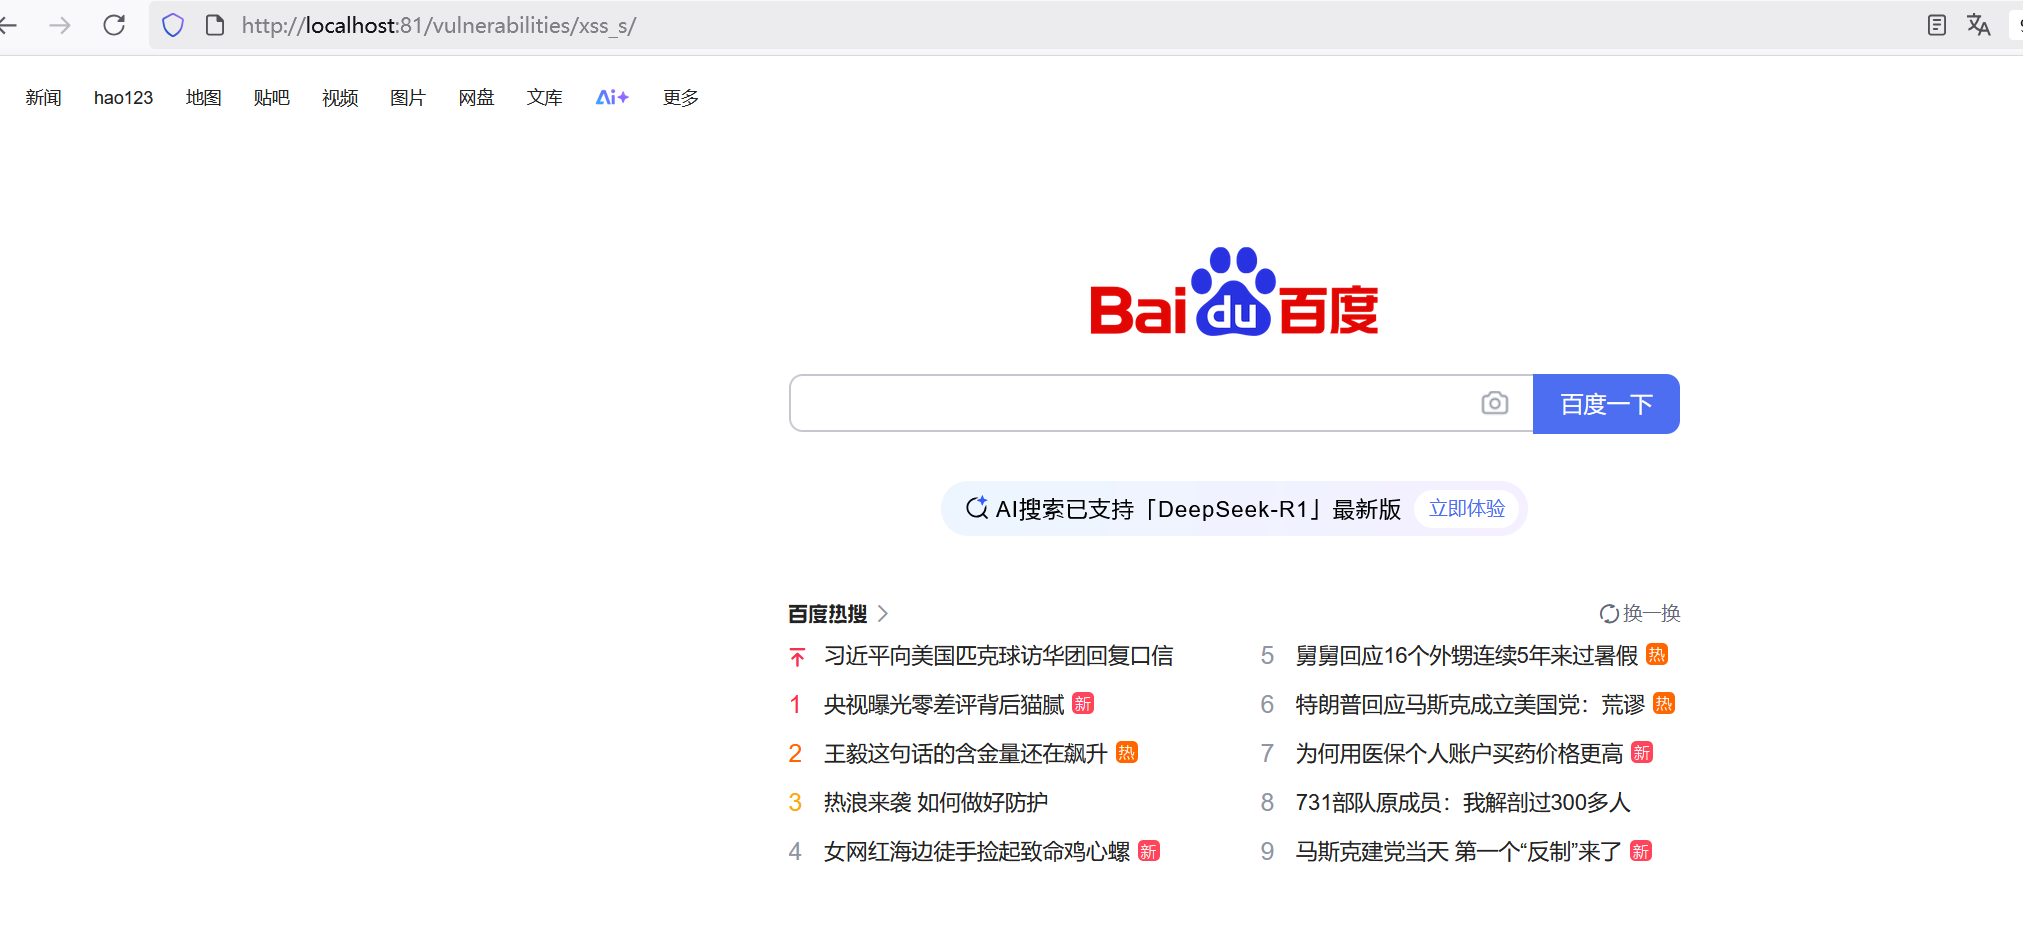 http://localhost:81/vulnerabilities/xss_s/
新闻 hao123 地图 贴吧 视频 图片 网盘 文库 Ai+ 更多
Bai du 百度
百度一下
AI搜索已支持「DeepSeek-R1」最新版 立即体验
百度热搜
换一换
习近平向美国匹克球访华团回复口信
1 央视曝光零差评背后猫腻 新
2 王毅这句话的含金量还在飙升 热
3 热浪来袭 如何做好防护
4 女网红海边徒手捡起致命鸡心螺 新
5 舅舅回应16个外甥连续5年来过暑假 热
6 特朗普回应马斯克成立美国党：荒谬 热
7 为何用医保个人账户买药价格更高 新
8 731部队原成员：我解剖过300多人
9 马斯克建党当天 第一个“反制”来了 新